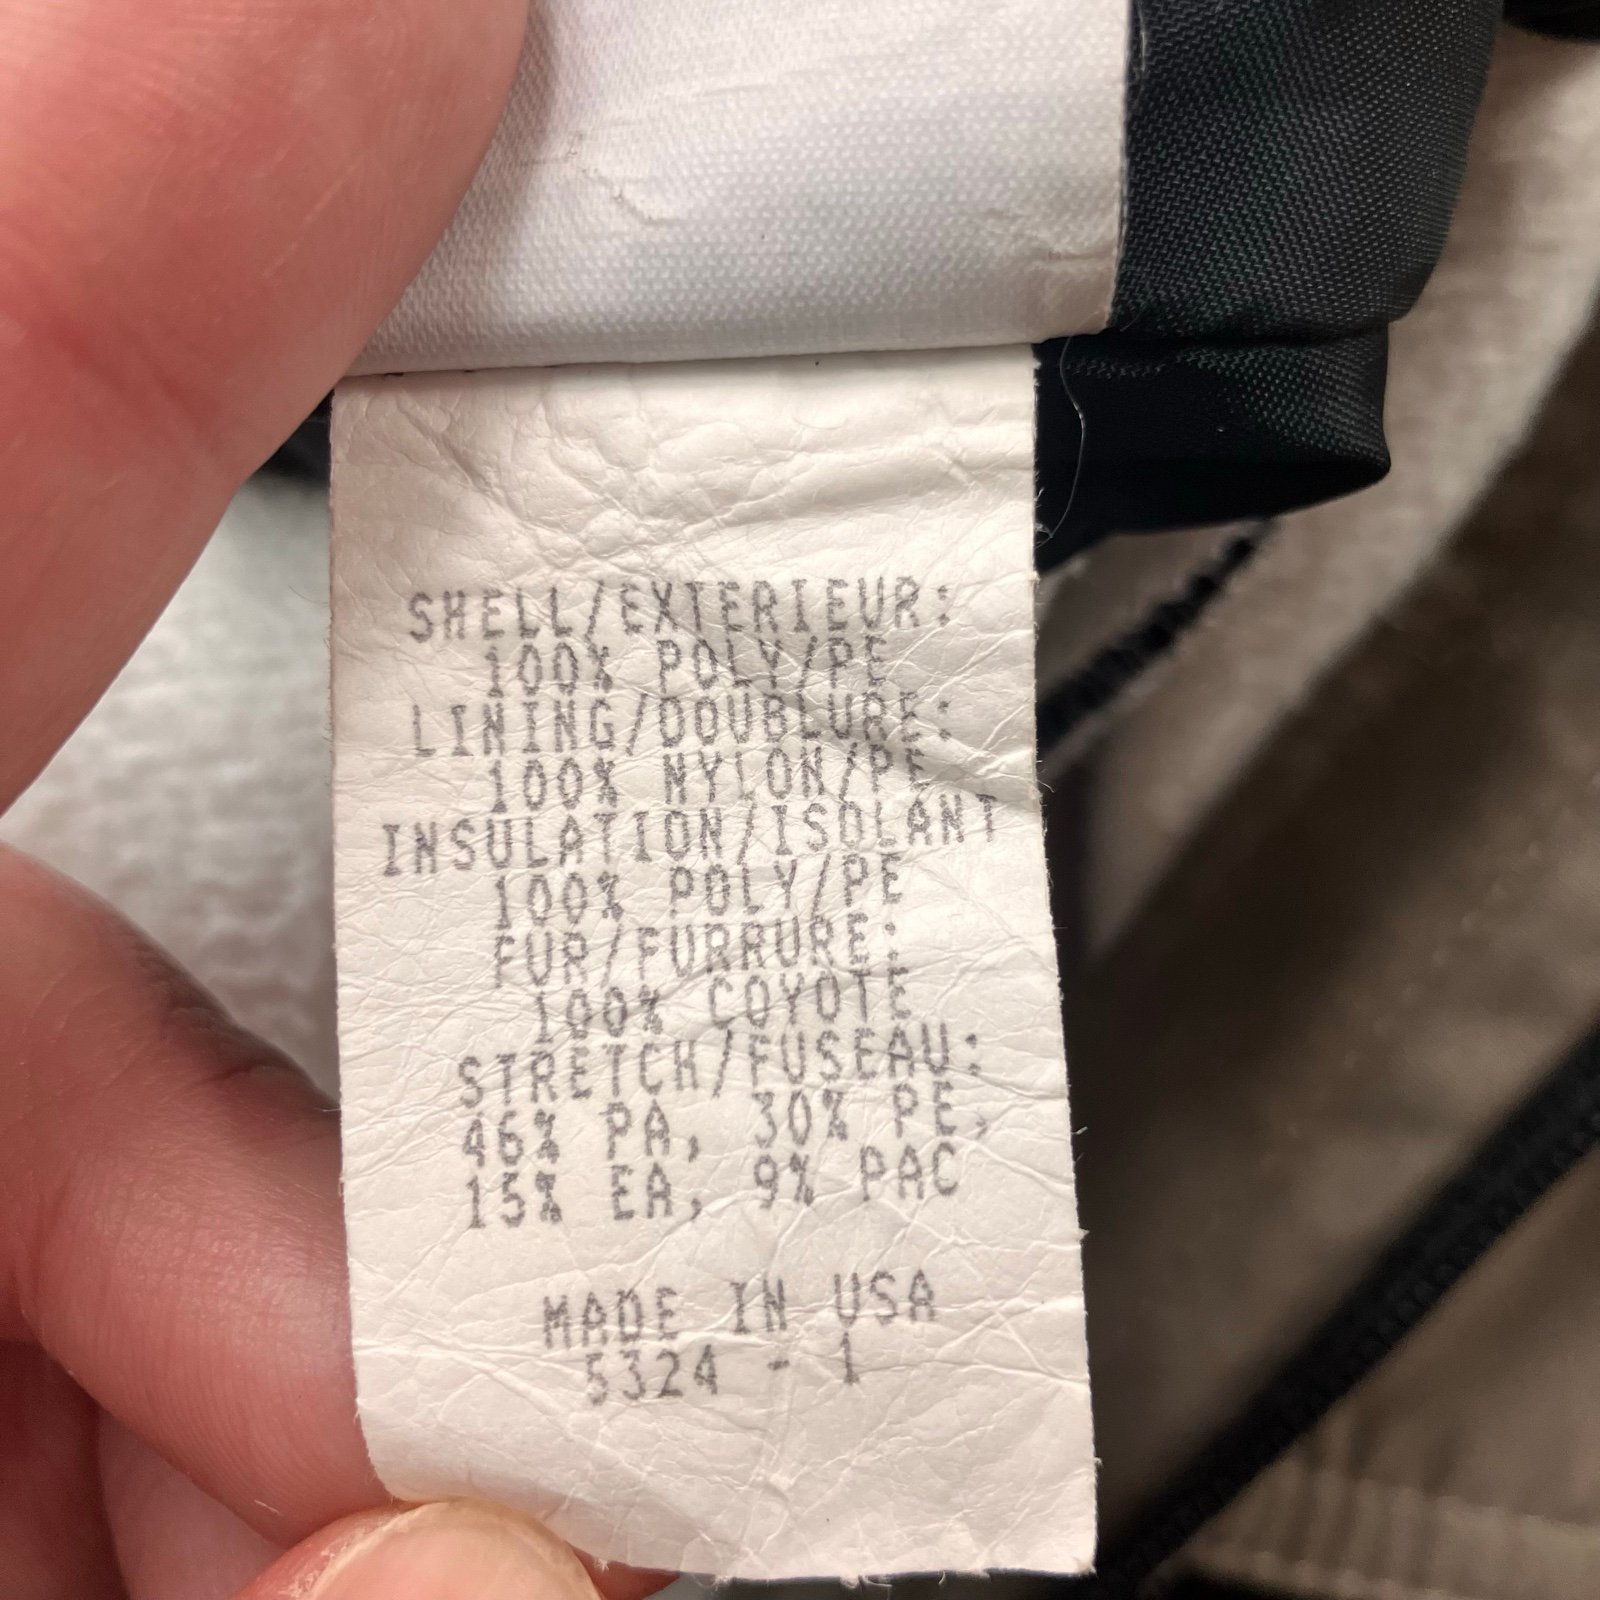 SHELL/EXTERIEUR:
100% POLY/PE
LINING/DOUBLURE:
100% NYLON/PE
INSULATION/ISOLANT
100% POLY/PE
FUR/FURRURE:
100% COYOTE
STRETCH/FUSEAU:
46% PA, 30% PE,
15% EA, 9% PAC
MADE IN USA
5324 - 1